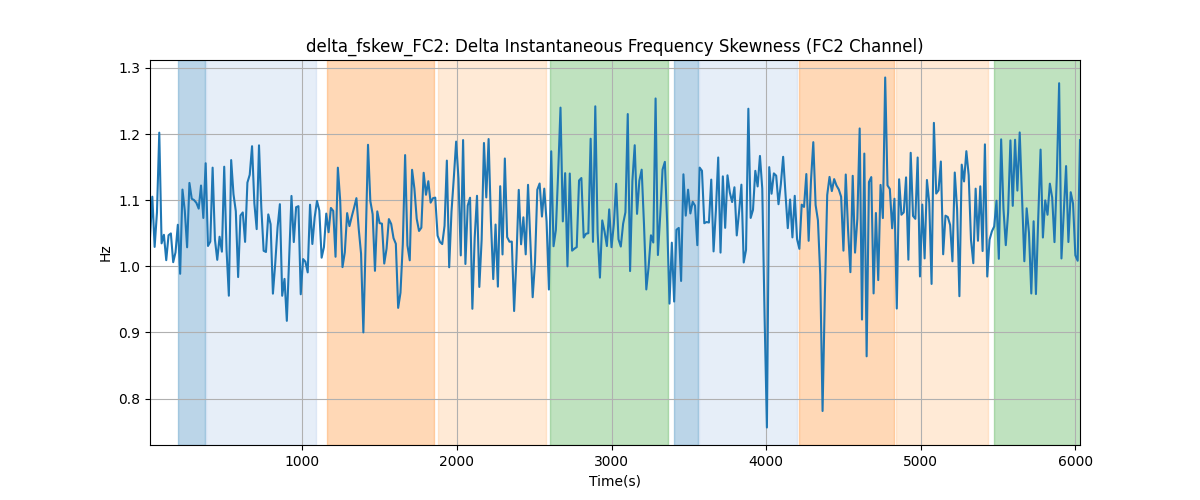 delta_fskew_FC2: Delta Instantaneous Frequency Skewness (FC2 Channel)
1.3
1.2
1.1
1.0
0.9
0.8
Hz
1000 2000 3000 4000 5000 6000
Time(s)